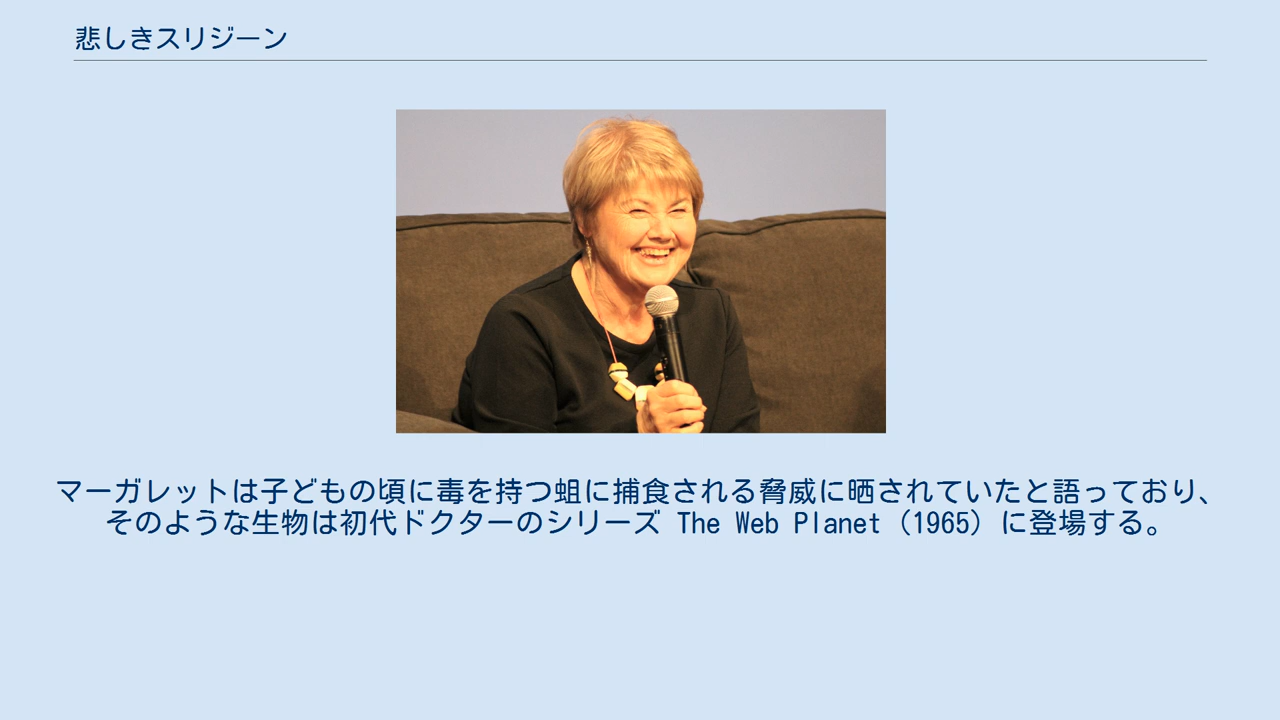 悲しきスリジーン
マーガレットは子どもの頃に毒を持つ蛆に捕食される脅威に晒されていたと語っており、
そのような生物は初代ドクターのシリーズ The Web Planet (1965) に登場する。